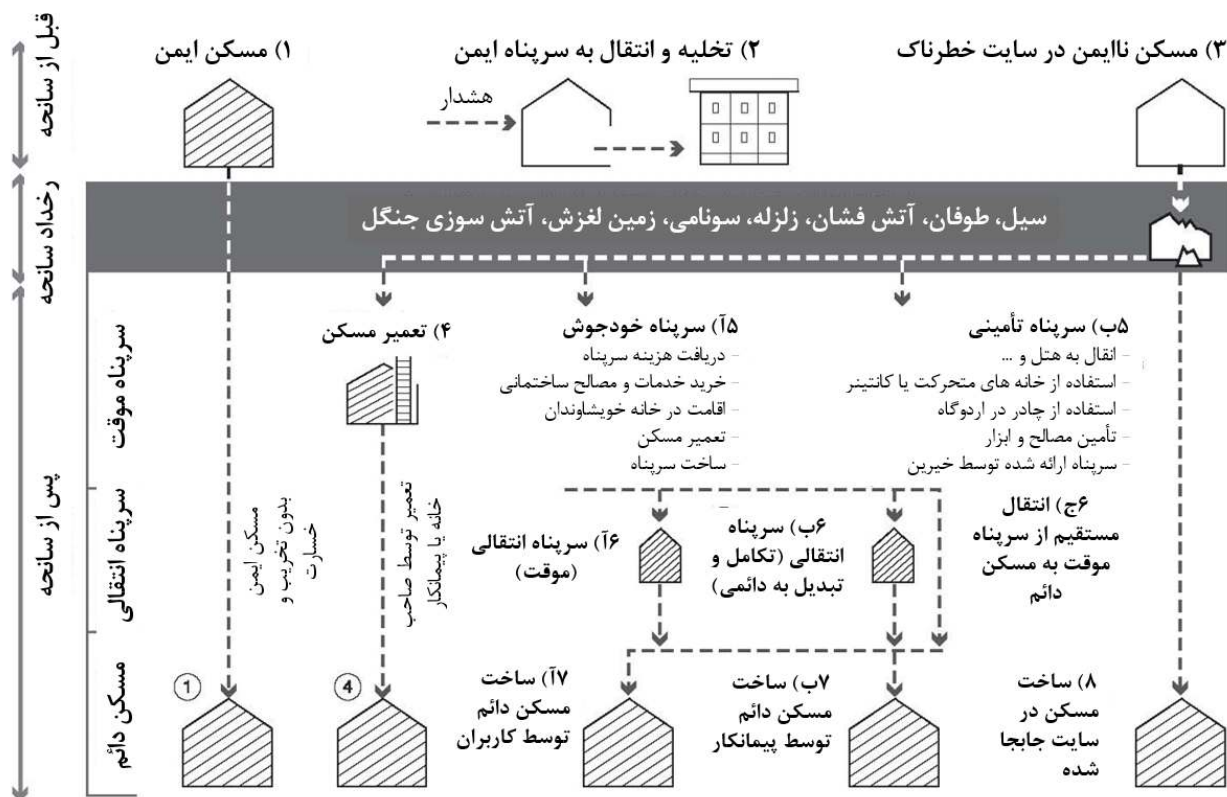 قبل از سانحه
۱) مسکن ایمن
۲) تخلیه و انتقال به سرپناه ایمن
۳) مسکن ناایمن در سایت خطرناک
هشدار
رخداد سانحه
سیل، طوفان، آتش فشان، زلزله، سونامی، زمین لغزش، آتش سوزی جنگل
پس از سانحه
سرپناه موقت
۴) تعمیر مسکن
۵آ) سرپناه خودجوش
- دریافت هزینه سرپناه
- خرید خدمات و مصالح ساختمانی
- اقامت در خانه خویشاوندان
- تعمیر مسکن
- ساخت سرپناه
-
۵ب) سرپناه تأمینی
- انقال به هتل و ...
- استفاده از خانه های متحرکت یا کانتینر
- استفاده از چادر در اردوگاه
- تأمین مصالح و ابزار
- سرپناه ارائه شده توسط خیرین
سرپناه انتقالی
مسکن ایمن
بدون تخریب و
خسارت
تعمیر توسط صاحب
خانه یا پیمانکار
۶آ) سرپناه انتقالی
(موقت)
۶ب) سرپناه
انتقالی (تکامل و
تبدیل به دائمی)
۶ج) انتقال
مستقیم از سرپناه
موقت به مسکن
دائم
مسکن دائم
1
4
۷آ) ساخت
مسکن دائم
توسط کاربران
۷ب) ساخت
مسکن دائم
توسط پیمانکار
۸) ساخت
مسکن در
سایت جابجا
شده